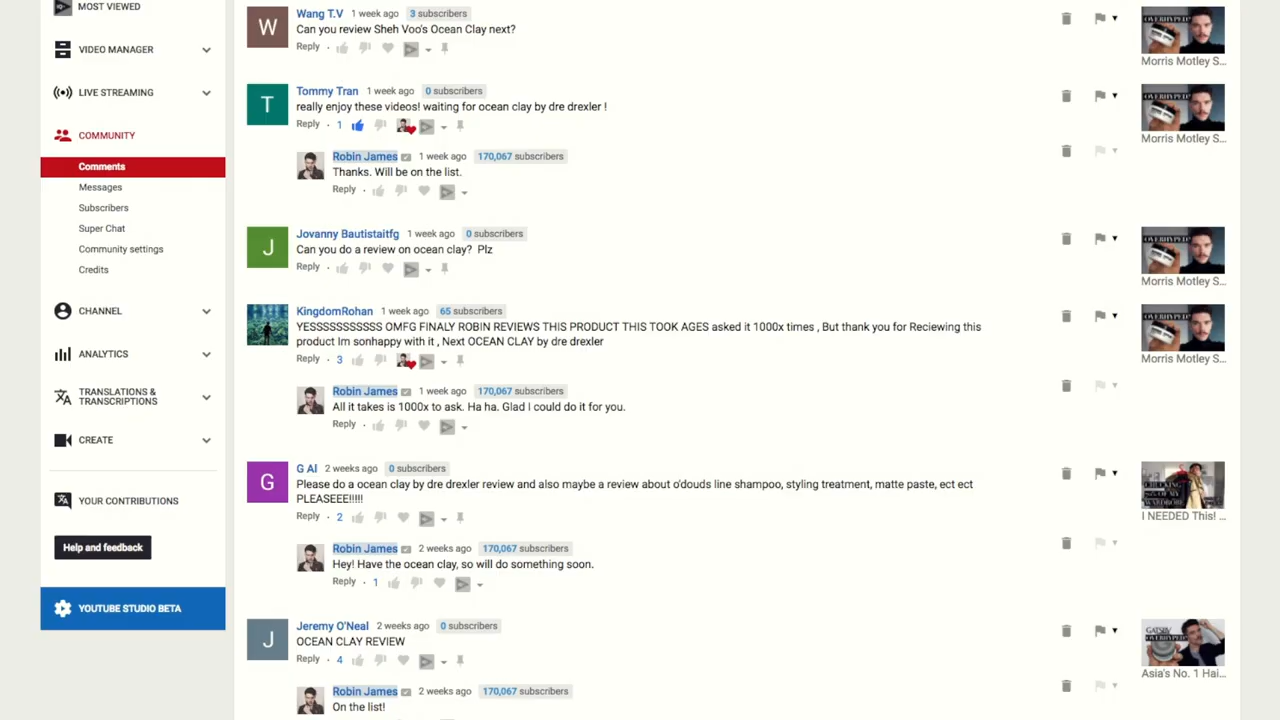 MOST VIEWED
VIDEO MANAGER
LIVE STREAMING
COMMUNITY
Comments
Messages
Subscribers
Super Chat
Community settings
Credits
CHANNEL
ANALYTICS
TRANSLATIONS &
TRANSCRIPTIONS
CREATE
YOUR CONTRIBUTIONS
Help and feedback
YOUTUBE STUDIO BETA
W
Wang T.V 1 week ago 3 subscribers
Can you review Sheh Voo's Ocean Clay next?
Reply
OVERHYPED?
Morris Motley S...
T
Tommy Tran 1 week ago 0 subscribers
really enjoy these videos! waiting for ocean clay by dre drexler !
Reply · 1
OVERHYPED?
Morris Motley S...
Robin James 1 week ago 170,067 subscribers
Thanks. Will be on the list.
Reply ·
J
Jovanny Bautistaitfg 1 week ago 0 subscribers
Can you do a review on ocean clay? Plz
Reply ·
OVERHYPED?
Morris Motley S...
KingdomRohan 1 week ago 65 subscribers
YESSSSSSSSSSS OMFG FINALY ROBIN REVIEWS THIS PRODUCT THIS TOOK AGES asked it 1000x times , But thank you for Reciewing this
product Im sonhappy with it , Next OCEAN CLAY by dre drexler
Reply · 3
OVERHYPED?
Morris Motley S...
Robin James 1 week ago 170,067 subscribers
All it takes is 1000x to ask. Ha ha. Glad I could do it for you.
Reply ·
G
G Al 2 weeks ago 0 subscribers
Please do a ocean clay by dre drexler review and also maybe a review about o'douds line shampoo, styling treatment, matte paste, ect ect
PLEASEEE!!!!!
Reply · 2
CHECKING
80% OF MY
WARDROBE
I NEEDED This! ...
Robin James 2 weeks ago 170,067 subscribers
Hey! Have the ocean clay, so will do something soon.
Reply · 1
J
Jeremy O'Neal 2 weeks ago 0 subscribers
OCEAN CLAY REVIEW
Reply · 4
GATSBY
OVERHYPED?
Asia's No. 1 Hai...
Robin James 2 weeks ago 170,067 subscribers
On the list!